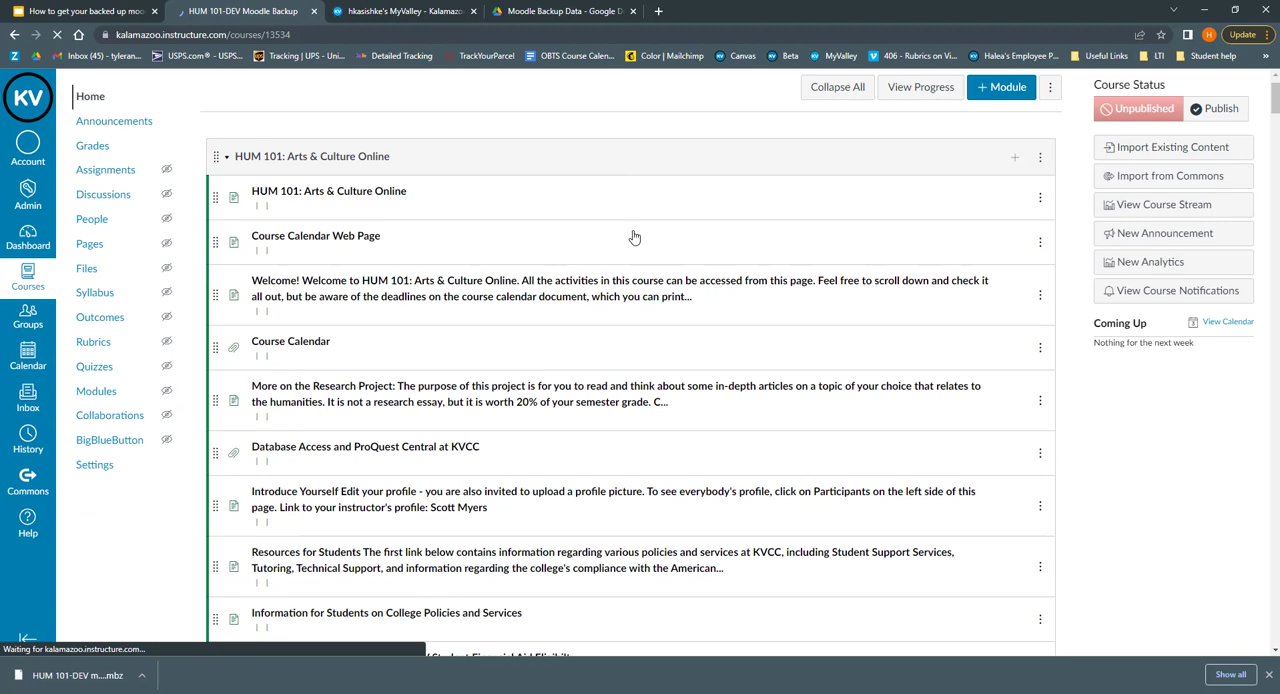 How to get your backed up moo
HUM 101-DEV Moodle Backup
hkasishke's MyValley - Kalamazoo
Moodle Backup Data - Google D
kalamazoo.instructure.com/courses/13534
Update
Inbox (45) - tyleran...
USPS.com® - USPS...
Tracking | UPS - Uni...
Detailed Tracking
TrackYourParcel
OBTS Course Calen...
Color | Mailchimp
Canvas
Beta
MyValley
406 - Rubrics on Vi...
Halea's Employee P...
Useful Links
LTI
Student help
KV
Account
Admin
Dashboard
Courses
Groups
Calendar
Inbox
History
Commons
Help
Home
Announcements
Grades
Assignments
Discussions
People
Pages
Files
Syllabus
Outcomes
Rubrics
Quizzes
Modules
Collaborations
BigBlueButton
Settings
Collapse All
View Progress
+ Module
HUM 101: Arts & Culture Online
HUM 101: Arts & Culture Online
Course Calendar Web Page
Welcome! Welcome to HUM 101: Arts & Culture Online. All the activities in this course can be accessed from this page. Feel free to scroll down and check it
all out, but be aware of the deadlines on the course calendar document, which you can print...
Course Calendar
More on the Research Project: The purpose of this project is for you to read and think about some in-depth articles on a topic of your choice that relates to
the humanities. It is not a research essay, but it is worth 20% of your semester grade. C...
Database Access and ProQuest Central at KVCC
Introduce Yourself Edit your profile - you are also invited to upload a profile picture. To see everybody's profile, click on Participants on the left side of this
page. Link to your instructor's profile: Scott Myers
Resources for Students The first link below contains information regarding various policies and services at KVCC, including Student Support Services,
Tutoring, Technical Support, and information regarding the college's compliance with the American...
Information for Students on College Policies and Services
Course Status
Unpublished
Publish
Import Existing Content
Import from Commons
View Course Stream
New Announcement
New Analytics
View Course Notifications
Coming Up
View Calendar
Nothing for the next week
Waiting for kalamazoo.instructure.com...
HUM 101-DEV m....mbz
Show all